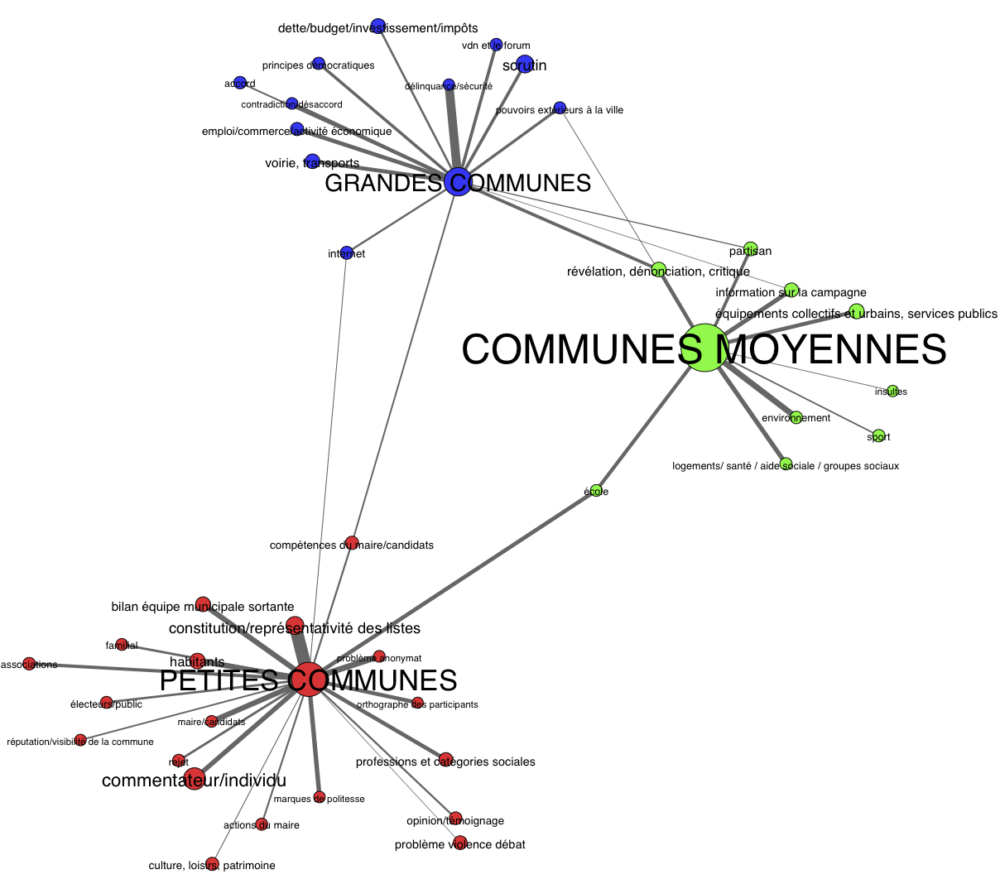 dette/budget/investissement/impôts
vdn et le forum
principes démocratiques
scrutin
accord
délinquance/sécurité
contradiction/désaccord
pouvoirs extérieurs à la ville
emploi/commerce/activité économique
voirie, transports
GRANDES COMMUNES
internet
partisan
révélation, dénonciation, critique
information sur la campagne
équipements collectifs et urbains, services publics
COMMUNES MOYENNES
insultes
environnement
sport
logements/ santé / aide sociale / groupes sociaux
école
compétences du maire/candidats
bilan équipe municipale sortante
constitution/représentativité des listes
familial
problème anonymat
habitants
associations
PETITES COMMUNES
électeurs/public
orthographe des participants
maire/candidats
réputation/visibilité de la commune
rejet
professions et catégories sociales
commentateur/individu
marques de politesse
opinion/témoignage
actions du maire
problème violence débat
culture, loisirs, patrimoine